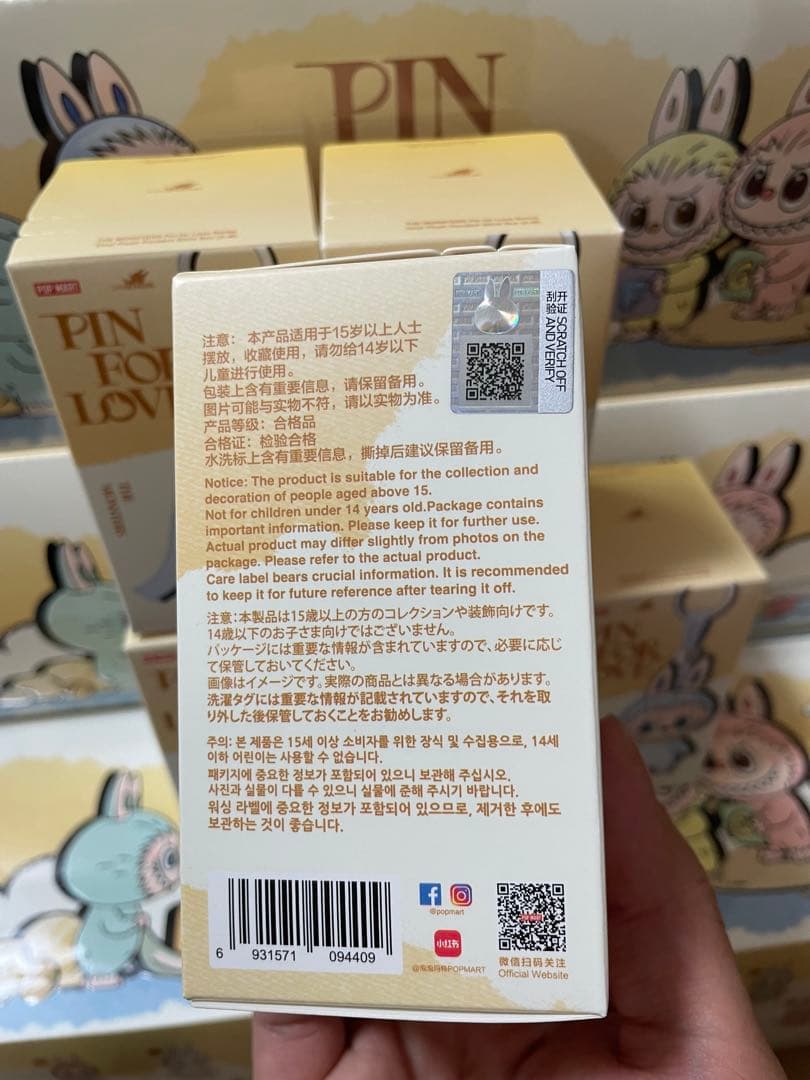 PIN
POP MART
PIN
FOR
LOVE
THE
MONSTERS
开证 SCRATCH OFF
刮验 AND VERIFY
注意： 本产品适用于15岁以上人士
摆放，收藏使用，请勿给14岁以下
儿童进行使用。
包装上含有重要信息，请保留备用。
图片可能与实物不符，请以实物为准。
产品等级：合格品
合格证：检验合格
水洗标上含有重要信息，撕掉后建议保留备用。
Notice: The product is suitable for the collection and
decoration of people aged above 15.
Not for children under 14 years old.Package contains
important information. Please keep it for further use.
Actual product may differ slightly from photos on the
package. Please refer to the actual product.
Care label bears crucial information. It is recommended
to keep it for future reference after tearing it off.
注意:本製品は15歳以上の方のコレクションや装飾向けです。
14歳以下のお子さま向けではございません。
パッケージには重要な情報が含まれていますので、必要に応じ
て保管しておいてください。
画像はイメージです。実際の商品とは異なる場合があります。
洗濯タグには重要な情報が記載されていますので、それを取
り外した後保管しておくことをお勧めします。
주의: 본 제품은 15세 이상 소비자를 위한 장식 및 수집용으로, 14세
이하 어린이는 사용할 수 없습니다.
패키지에 중요한 정보가 포함되어 있으니 보관해 주십시오.
사진과 실물이 다를 수 있으니 실물에 준해 주시기 바랍니다.
워싱 라벨에 중요한 정보가 포함되어 있으므로, 제거한 후에도
보관하는 것이 좋습니다.
6 931571 094409
@popmart
小红书
@泡泡玛特POPMART
POP MART
微信扫码关注
Official Website
PIN